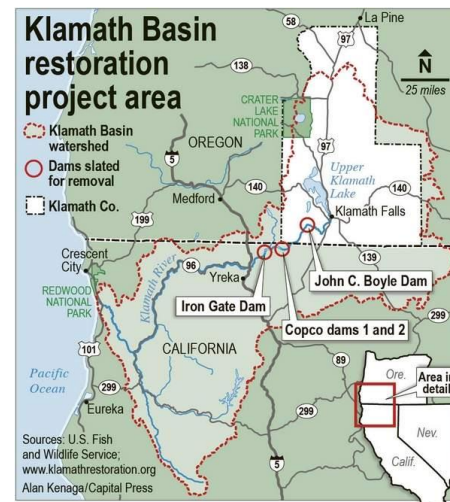 Klamath Basin
restoration
project area
Klamath Basin
watershed
Dams slated
for removal
Klamath Co.
La Pine
58
97
N
25 miles
138
CRATER
LAKE
NATIONAL
PARK
OREGON
5
97
Upper
Klamath
Lake
140
140
Medford
Klamath Falls
199
Crescent
City
139
96
Yreka
Klamath River
John C. Boyle Dam
REDWOOD
NATIONAL
PARK
Iron Gate Dam
299
Copco dams 1 and 2
CALIFORNIA
101
89
Pacific
Ocean
299
Ore.
Area in
detail
Eureka
299
Nev.
Calif.
5
Sources: U.S. Fish
and Wildlife Service;
www.klamathrestoration.org
Alan Kenaga/Capital Press